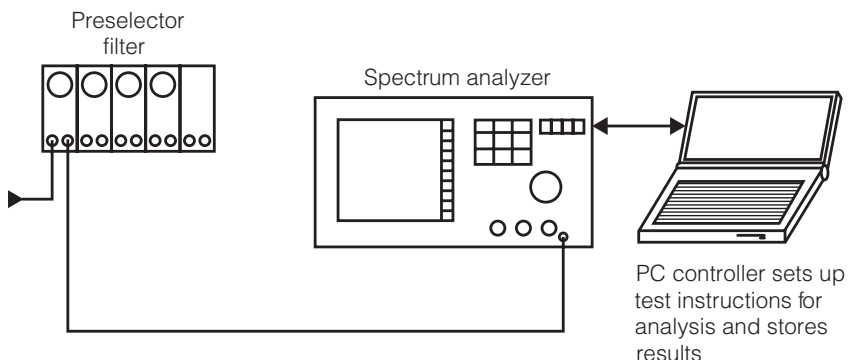 Preselector
filter
Spectrum analyzer
PC controller sets up
test instructions for
analysis and stores
results